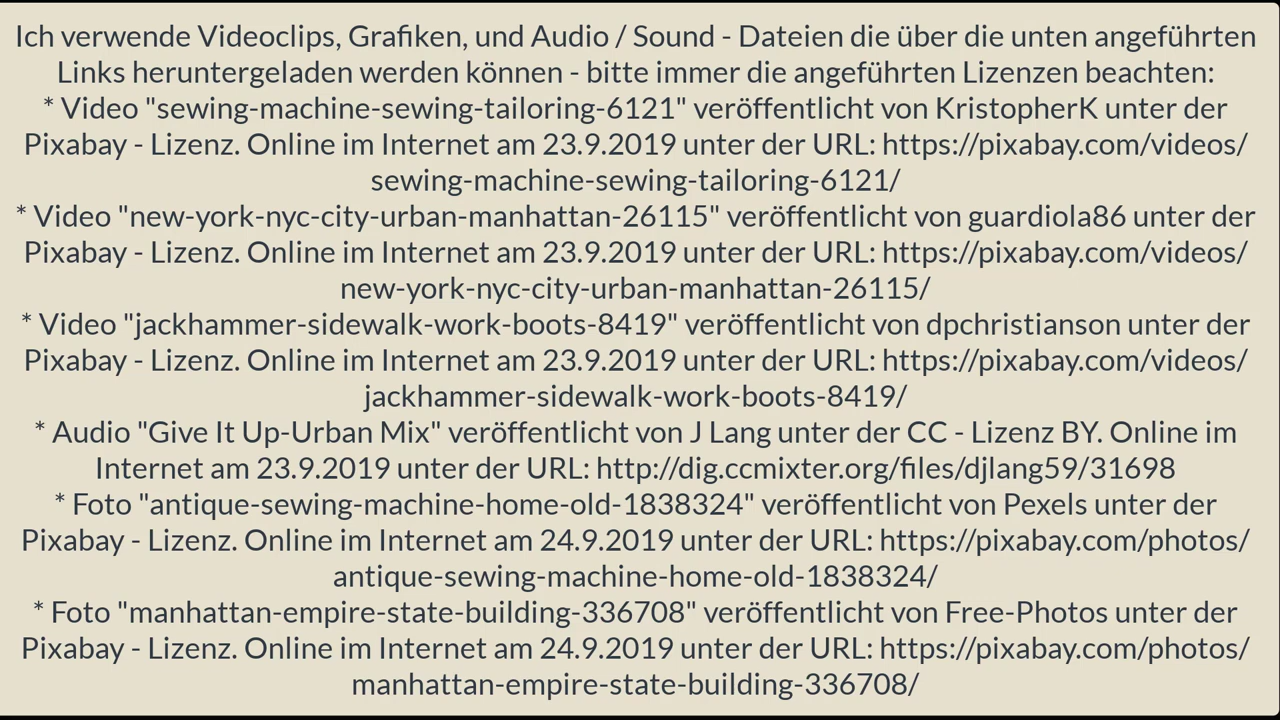 Ich verwende Videoclips, Grafiken, und Audio / Sound - Dateien die über die unten angeführten
Links heruntergeladen werden können - bitte immer die angeführten Lizenzen beachten:
* Video "sewing-machine-sewing-tailoring-6121" veröffentlicht von KristopherK unter der
Pixabay - Lizenz. Online im Internet am 23.9.2019 unter der URL: https://pixabay.com/videos/
sewing-machine-sewing-tailoring-6121/
* Video "new-york-nyc-city-urban-manhattan-26115" veröffentlicht von guardiola86 unter der
Pixabay - Lizenz. Online im Internet am 23.9.2019 unter der URL: https://pixabay.com/videos/
new-york-nyc-city-urban-manhattan-26115/
* Video "jackhammer-sidewalk-work-boots-8419" veröffentlicht von dpchristianson unter der
Pixabay - Lizenz. Online im Internet am 23.9.2019 unter der URL: https://pixabay.com/videos/
jackhammer-sidewalk-work-boots-8419/
* Audio "Give It Up-Urban Mix" veröffentlicht von J Lang unter der CC - Lizenz BY. Online im
Internet am 23.9.2019 unter der URL: http://dig.ccmixter.org/files/djlang59/31698
* Foto "antique-sewing-machine-home-old-1838324" veröffentlicht von Pexels unter der
Pixabay - Lizenz. Online im Internet am 24.9.2019 unter der URL: https://pixabay.com/photos/
antique-sewing-machine-home-old-1838324/
* Foto "manhattan-empire-state-building-336708" veröffentlicht von Free-Photos unter der
Pixabay - Lizenz. Online im Internet am 24.9.2019 unter der URL: https://pixabay.com/photos/
manhattan-empire-state-building-336708/